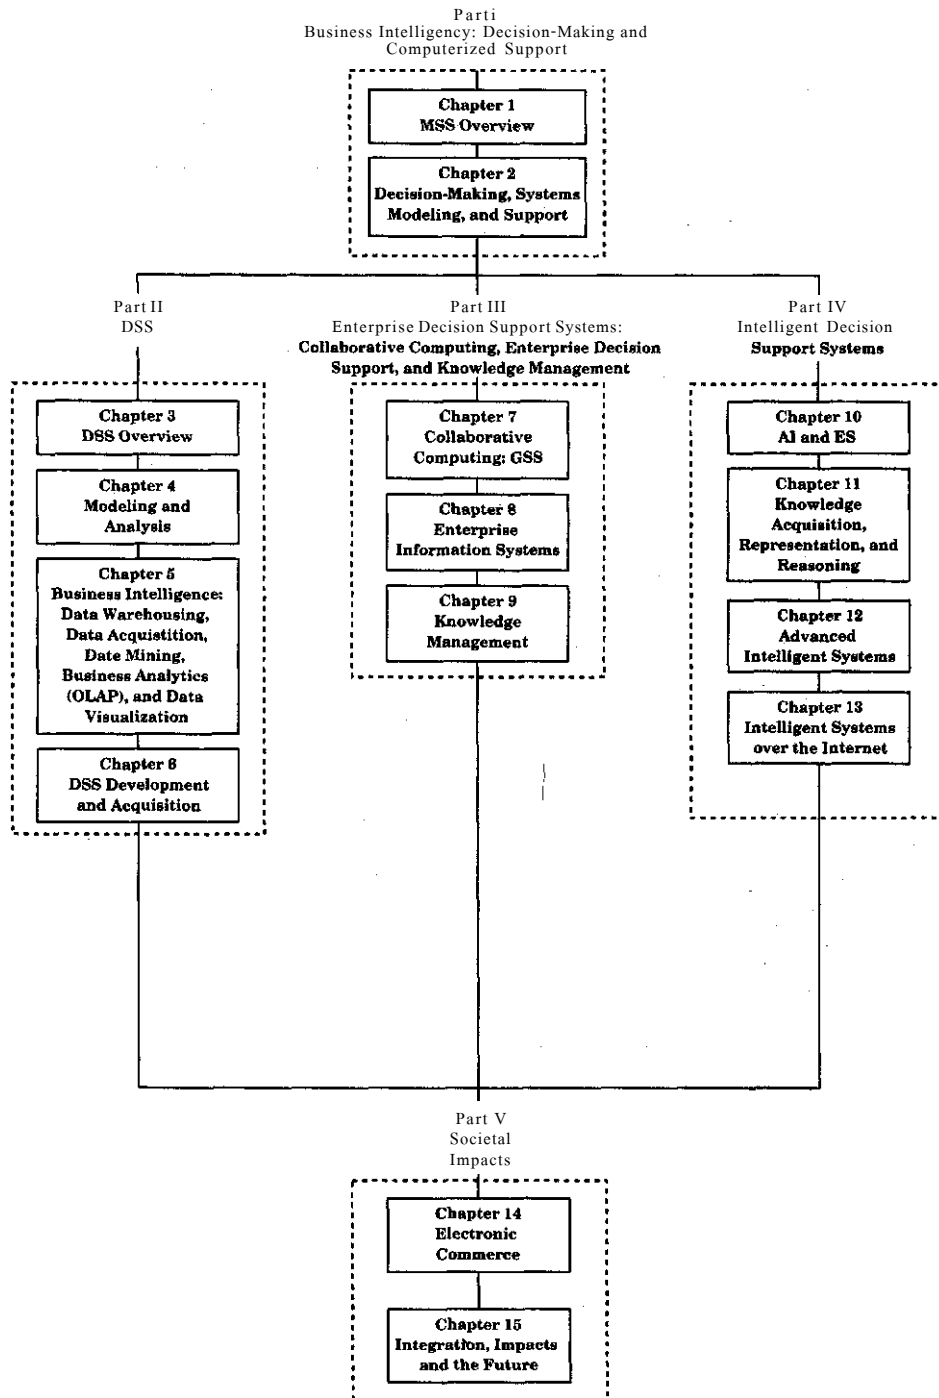 Parti
Business Intelligency: Decision-Making and
Computerized Support
Chapter 1
MSS Overview
Chapter 2
Decision-Making, Systems
Modeling, and Support
Part II
DSS
Chapter 3
DSS Overview
Chapter 4
Modeling and
Analysis
Chapter 5
Business Intelligence:
Data Warehousing,
Data Acquistition,
Date Mining,
Business Analytics
(OLAP), and Data
Visualization
Chapter 6
DSS Development
and Acquisition
Part III
Enterprise Decision Support Systems:
Collaborative Computing, Enterprise Decision
Support, and Knowledge Management
Chapter 7
Collaborative
Computing: GSS
Chapter 8
Enterprise
Information Systems
Chapter 9
Knowledge
Management
Part IV
Intelligent Decision
Support Systems
Chapter 10
AI and ES
Chapter 11
Knowledge
Acquisition,
Representation, and
Reasoning
Chapter 12
Advanced
Intelligent Systems
Chapter 13
Intelligent Systems
over the Internet
Part V
Societal
Impacts
Chapter 14
Electronic
Commerce
Chapter 15
Integration, Impacts
and the Future